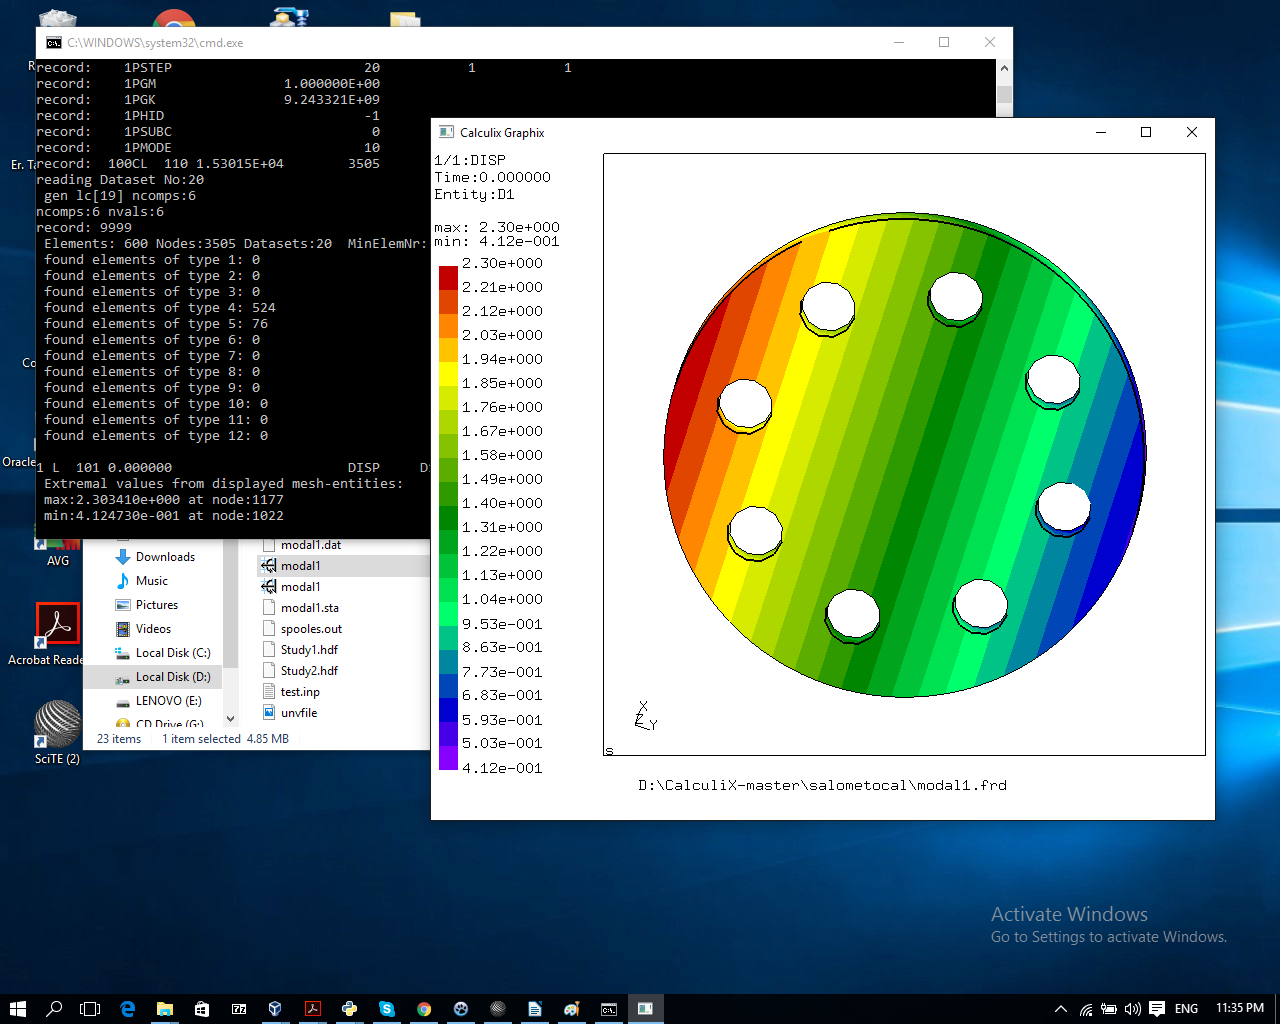 C:\WINDOWS\system32\cmd.exe
record: 1PSTEP 20 1 1
record: 1PGM 1.000000E+00
record: 1PGK 9.243321E+09
record: 1PHID -1
record: 1PSUBC 0
record: 1PMODE 10
record: 100CL 110 1.53015E+04 3505
reading Dataset No:20
gen lc[19] ncomps:6
ncomps:6 nvals:6
record: 9999
Elements: 600 Nodes:3505 Datasets:20 MinElemNr:
found elements of type 1: 0
found elements of type 2: 0
found elements of type 3: 0
found elements of type 4: 524
found elements of type 5: 76
found elements of type 6: 0
found elements of type 7: 0
found elements of type 8: 0
found elements of type 9: 0
found elements of type 10: 0
found elements of type 11: 0
found elements of type 12: 0
1 L 101 0.000000 DISP D
Extremal values from displayed mesh-entities:
max:2.303410e+000 at node:1177
min:4.124730e-001 at node:1022
Calculix Graphix
1/1:DISP
Time:0.000000
Entity:D1
max: 2.30e+000
min: 4.12e-001
2.30e+000
2.21e+000
2.12e+000
2.03e+000
1.94e+000
1.85e+000
1.76e+000
1.67e+000
1.58e+000
1.49e+000
1.40e+000
1.31e+000
1.22e+000
1.13e+000
1.04e+000
9.53e-001
8.63e-001
7.73e-001
6.83e-001
5.93e-001
5.03e-001
4.12e-001
X
Z
Y
S
D:\CalculiX-master\salometocal\modal1.frd
Er. Ta
Co
Oracle
AVG
Acrobat Reade
SciTE (2)
Downloads
Music
Pictures
Videos
Local Disk (C:)
Local Disk (D:)
LENOVO (E:)
CD Drive (G:)
modal1.dat
modal1
modal1
modal1.sta
spooles.out
Study1.hdf
Study2.hdf
test.inp
unvfile
23 items 1 item selected 4.85 MB
Activate Windows
Go to Settings to activate Windows.
ENG 11:35 PM